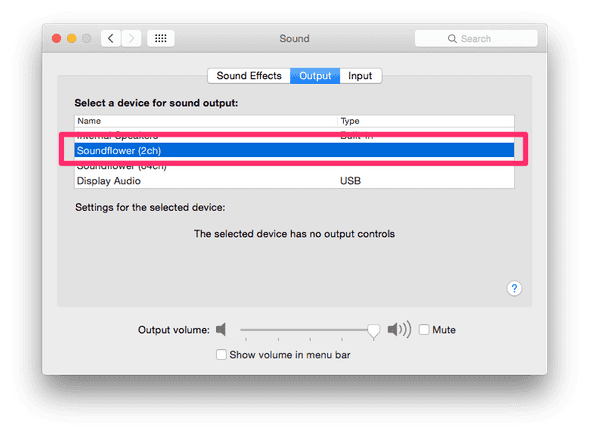 Sound
Search
Sound Effects Output Input
Select a device for sound output:
Name Type
Internal Speakers Built-in
Soundflower (2ch)
Soundflower (64ch)
Display Audio USB
Settings for the selected device:
The selected device has no output controls
?
Output volume: Mute
Show volume in menu bar